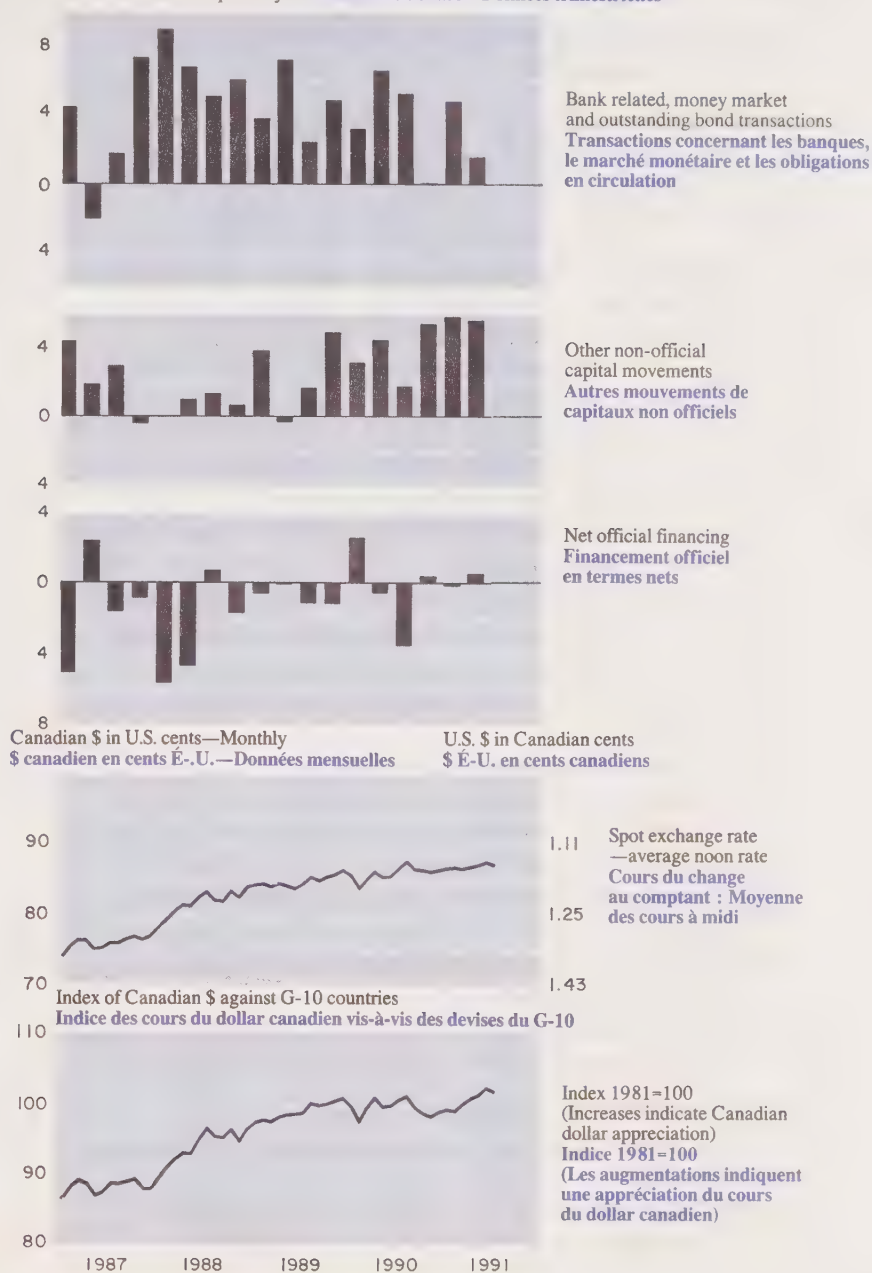 8
4
0
4
Bank related, money market
and outstanding bond transactions
Transactions concernant les banques,
le marché monétaire et les obligations
en circulation
4
0
4
Other non-official
capital movements
Autres mouvements de
capitaux non officiels
4
0
4
8
Net official financing
Financement officiel
en termes nets
Canadian $ in U.S. cents—Monthly
$ canadien en cents É-.U.—Données mensuelles
U.S. $ in Canadian cents
$ É-U. en cents canadiens
90
80
70
1.11
1.25
1.43
Spot exchange rate
—average noon rate
Cours du change
au comptant : Moyenne
des cours à midi
Index of Canadian $ against G-10 countries
Indice des cours du dollar canadien vis-à-vis des devises du G-10
110
100
90
80
Index 1981=100
(Increases indicate Canadian
dollar appreciation)
Indice 1981=100
(Les augmentations indiquent
une appréciation du cours
du dollar canadien)
1987 1988 1989 1990 1991